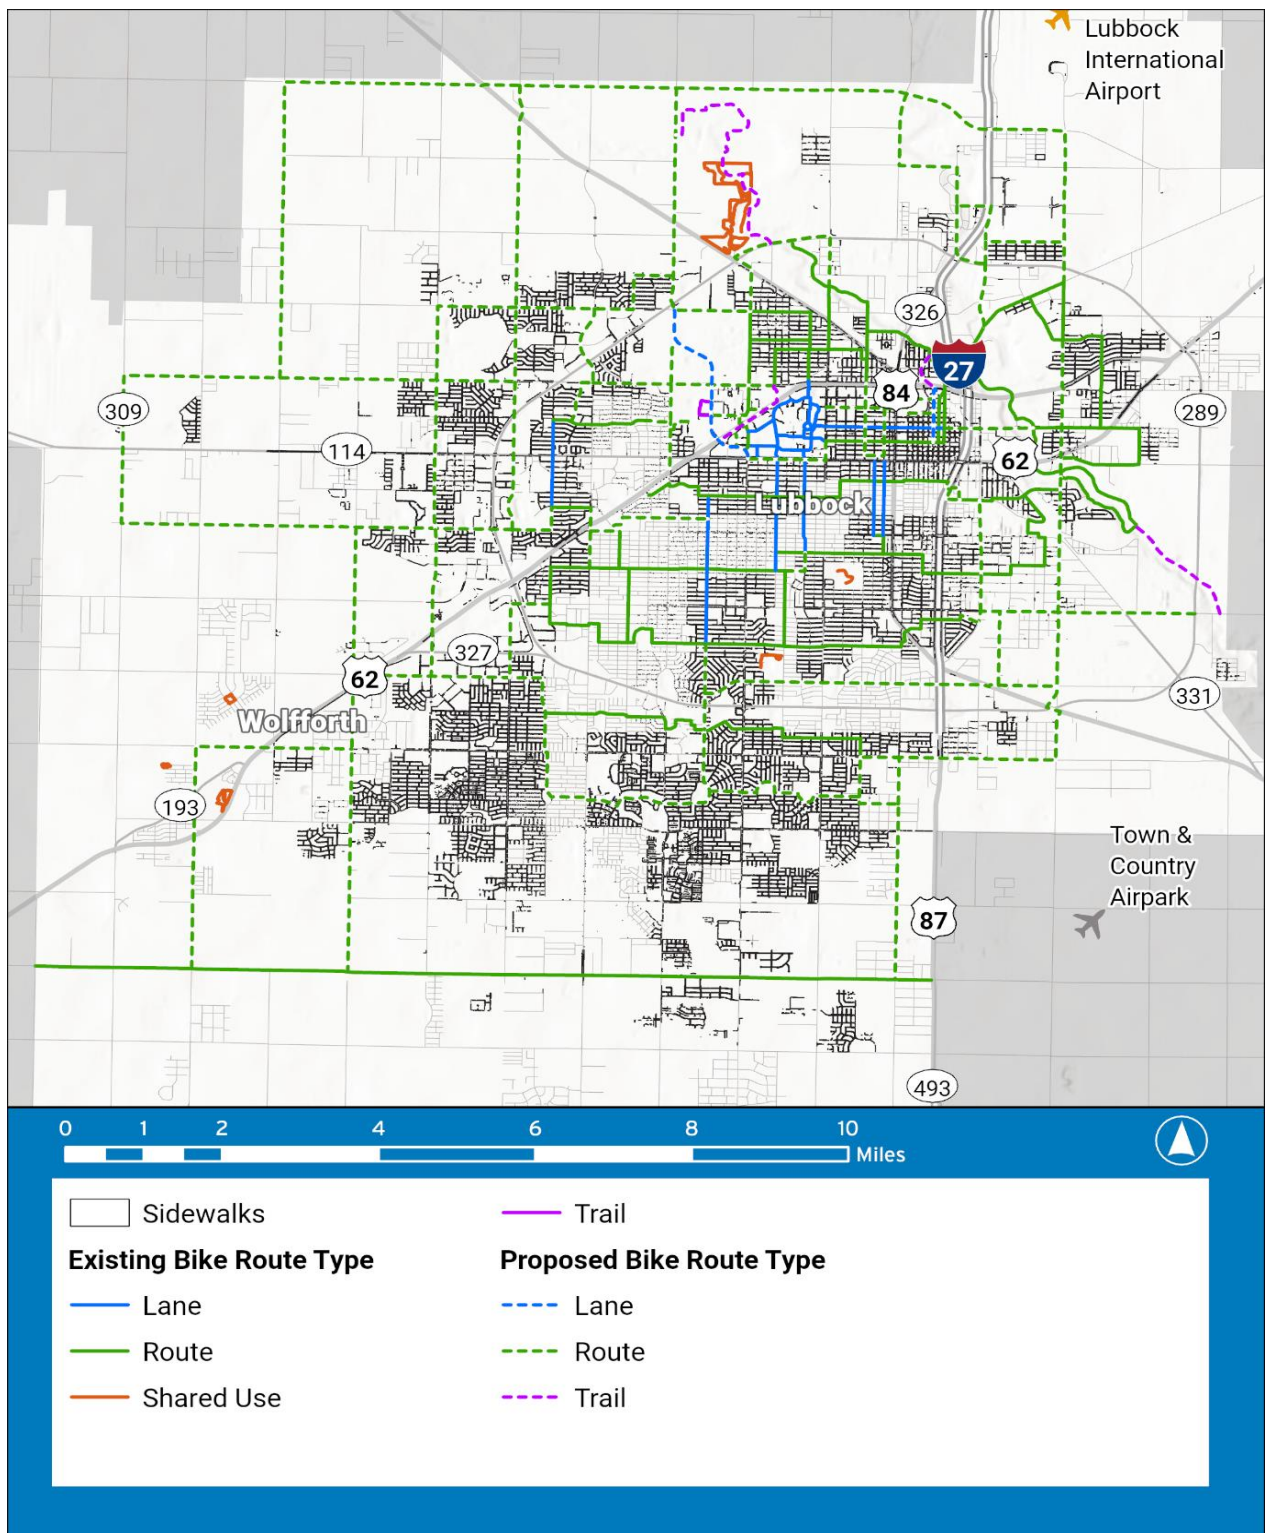 Lubbock
International
Airport
326
27
84
309
289
114
62
Lubbock
327
62
331
Wolfforth
193
Town &
Country
Airpark
87
493
0 1 2 4 6 8 10
Miles
Sidewalks
Trail
Existing Bike Route Type
Proposed Bike Route Type
Lane
Lane
Route
Route
Shared Use
Trail